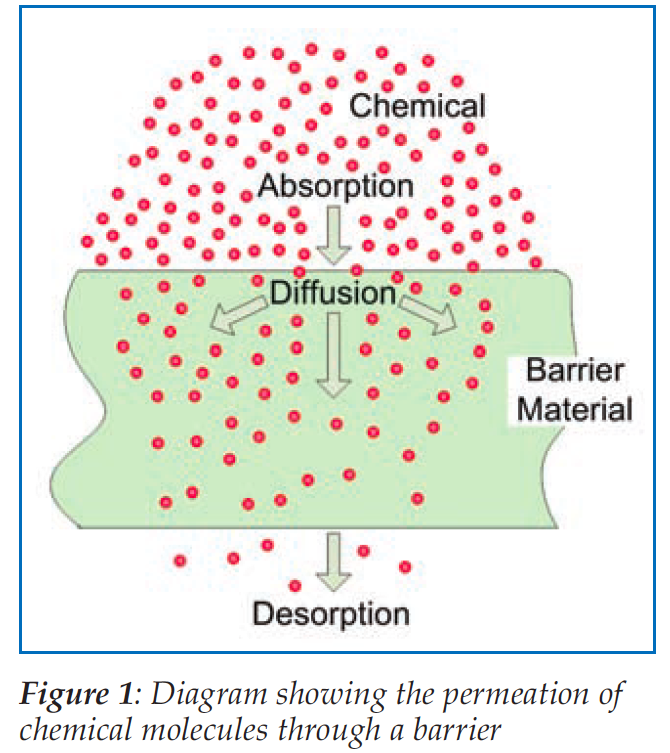 Chemical
Absorption
Diffusion
Barrier
Material
Desorption
Figure 1: Diagram showing the permeation of
chemical molecules through a barrier